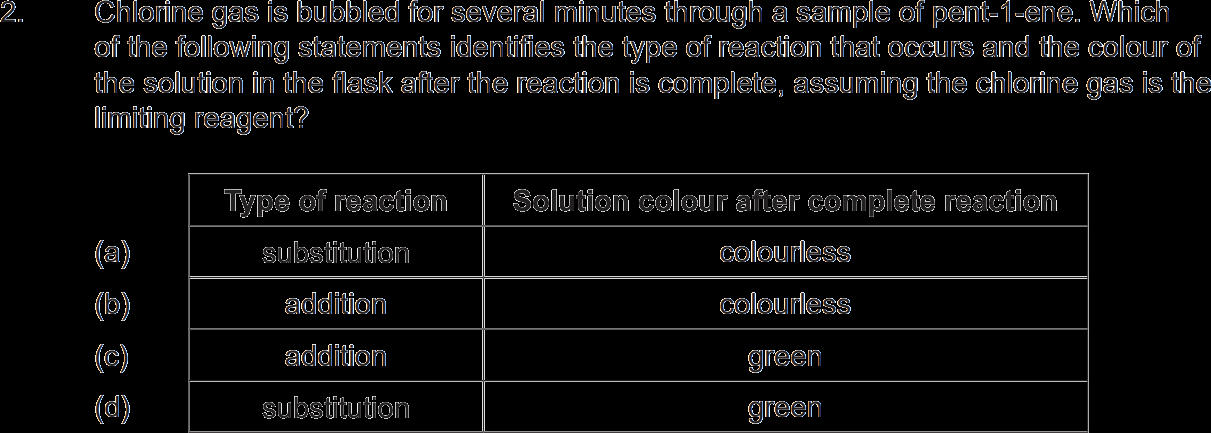 2. Chlorine gas is bubbled for several minutes through a sample of pent-1-ene. Which
of the following statements identifies the type of reaction that occurs and the colour of
the solution in the flask after the reaction is complete, assuming the chlorine gas is the
limiting reagent?
Type of reaction Solution colour after complete reaction
(a) substitution colourless
(b) addition colourless
(c) addition green
(d) substitution green